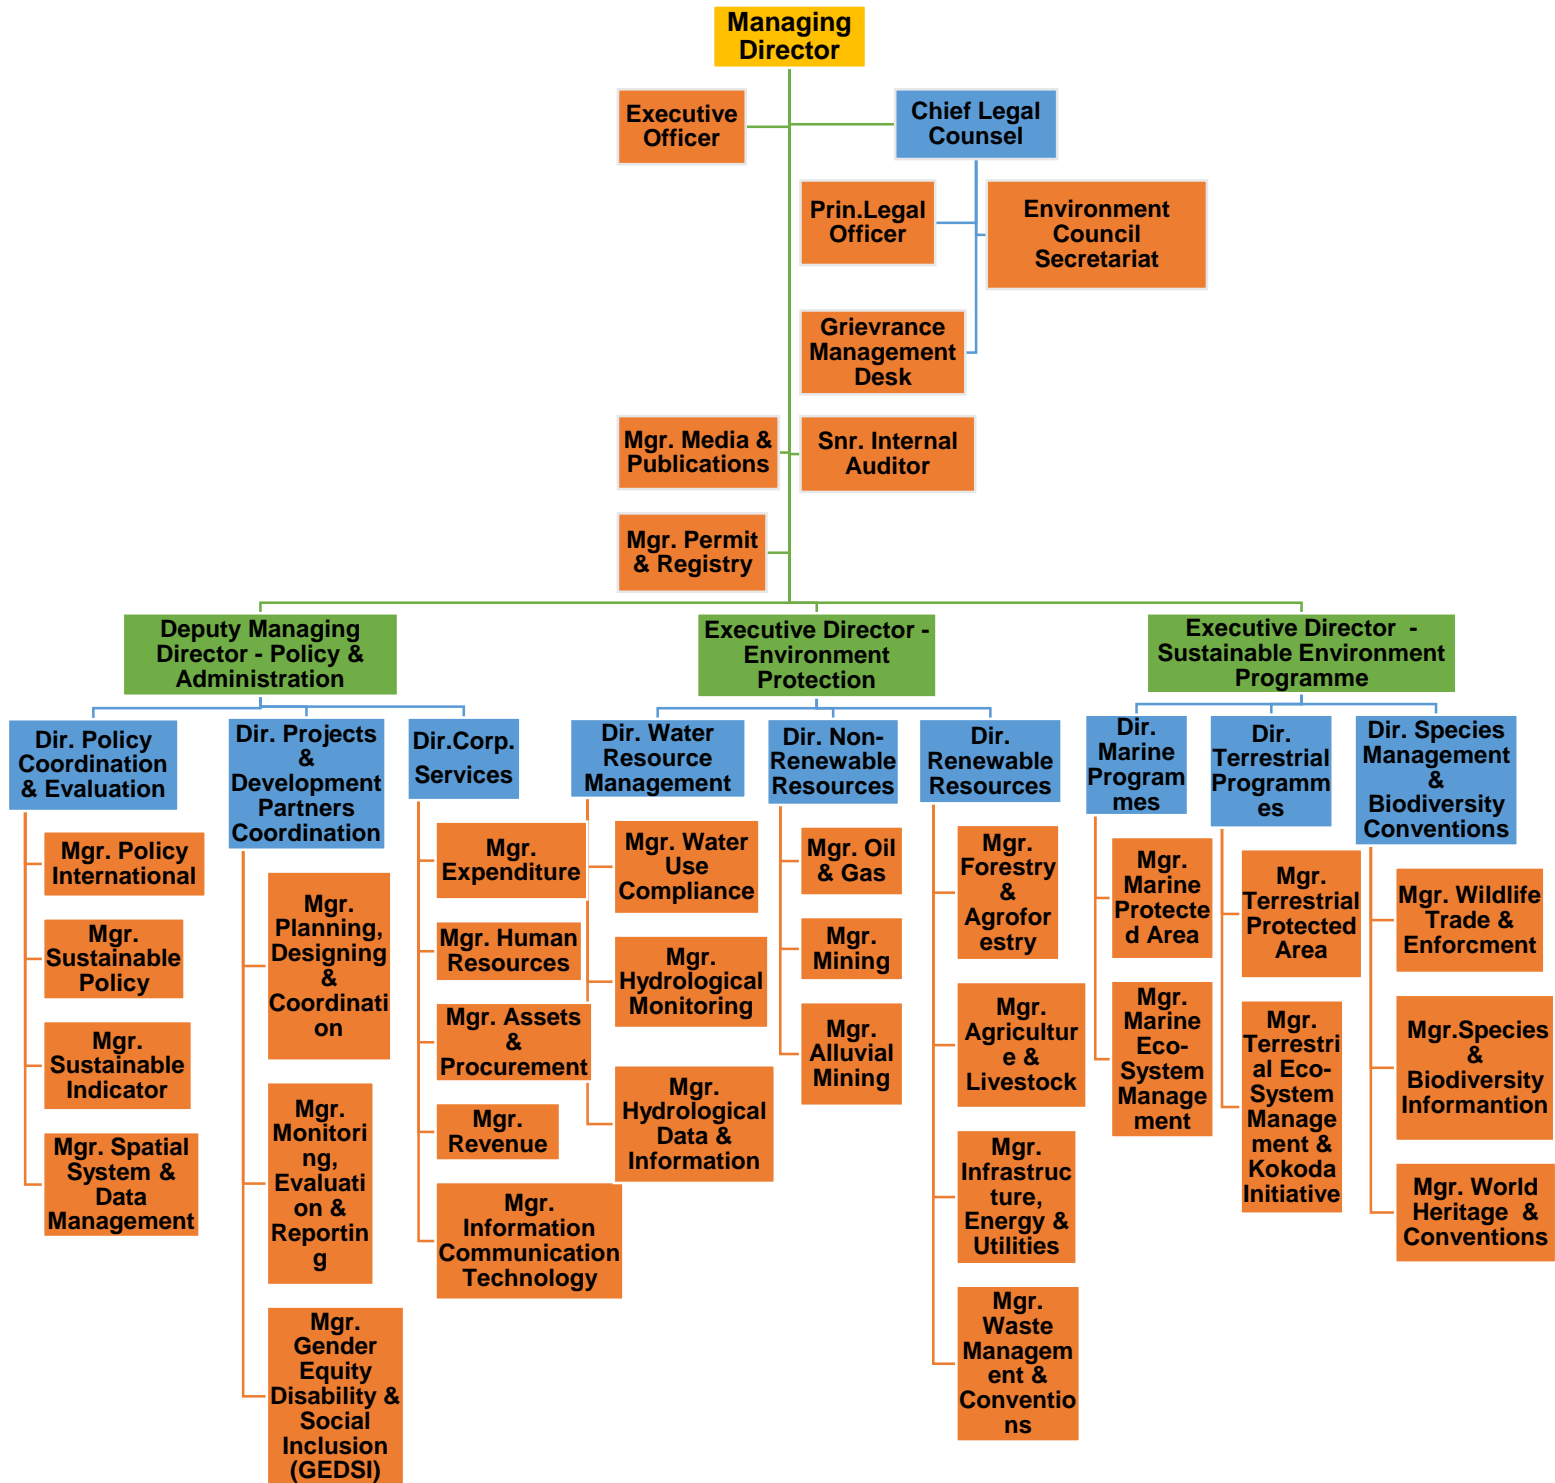 Managing
Director
Executive
Officer
Chief Legal
Counsel
Prin.Legal
Officer
Environment
Council
Secretariat
Grievrance
Management
Desk
Mgr. Media &
Publications
Snr. Internal
Auditor
Mgr. Permit
& Registry
Deputy Managing
Director - Policy &
Administration
Executive Director -
Environment
Protection
Executive Director -
Sustainable Environment
Programme
Dir. Policy
Coordination
& Evaluation
Mgr. Policy
International
Mgr.
Sustainable
Policy
Mgr.
Sustainable
Indicator
Mgr. Spatial
System &
Data
Management
Dir. Projects
&
Development
Partners
Coordination
Mgr.
Planning,
Designing
&
Coordinati
on
Mgr.
Monitori
ng,
Evaluati
on &
Reportin
g
Mgr.
Gender
Equity
Disability &
Social
Inclusion
(GEDSI)
Dir.Corp.
Services
Mgr.
Expenditure
Mgr. Human
Resources
Mgr. Assets
&
Procurement
Mgr.
Revenue
Mgr.
Information
Communication
Technology
Dir. Water
Resource
Management
Mgr. Water
Use
Compliance
Mgr.
Hydrological
Monitoring
Mgr.
Hydrological
Data &
Information
Dir. Non-
Renewable
Resources
Mgr. Oil
& Gas
Mgr.
Mining
Mgr.
Alluvial
Mining
Dir.
Renewable
Resources
Mgr.
Forestry
&
Agrofor
estry
Mgr.
Agricultur
e &
Livestock
Mgr.
Infrastruc
ture,
Energy &
Utilities
Mgr.
Waste
Managem
ent &
Conventio
ns
Dir.
Marine
Program
mes
Mgr.
Marine
Protecte
d Area
Mgr.
Marine
Eco-
System
Manage
ment
Dir.
Terrestrial
Programm
es
Mgr.
Terrestrial
Protected
Area
Mgr.
Terrestri
al Eco-
System
Manage
ment &
Kokoda
Initiative
Dir. Species
Management
&
Biodiversity
Conventions
Mgr. Wildlife
Trade &
Enforcment
Mgr.Species
&
Biodiversity
Informantion
Mgr. World
Heritage &
Conventions